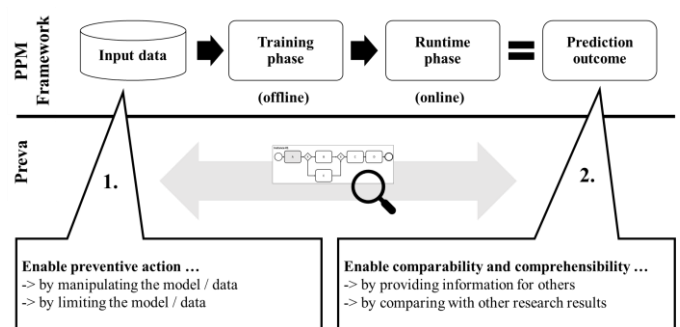 PPM
Framework
Input data
Training
phase
(offline)
Runtime
phase
(online)
Prediction
outcome
Preva
1.
2.
Enable preventive action …
-> by manipulating the model / data
-> by limiting the model / data
Enable comparability and comprehensibility …
-> by providing information for others
-> by comparing with other research results